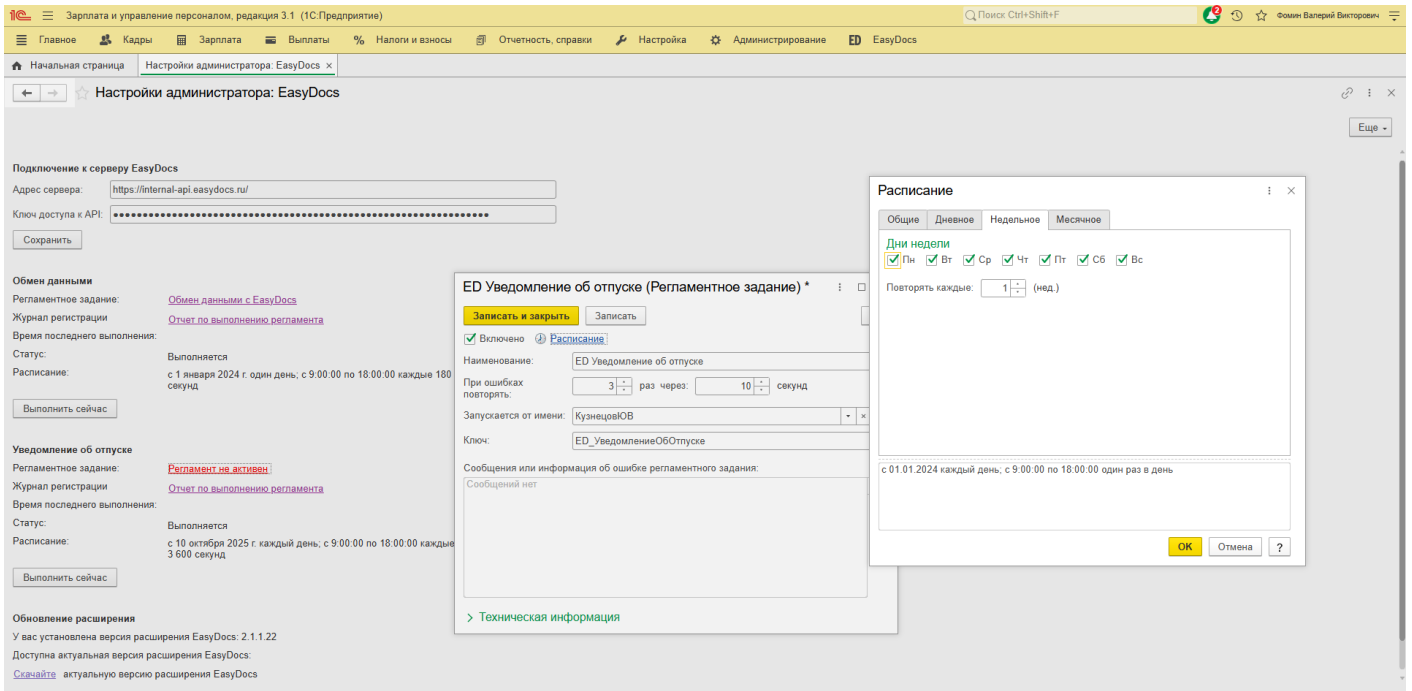 1С Зарплата и управление персоналом, редакция 3.1 (1С:Предприятие) Поиск Ctrl+Shift+F 2 Фомин Валерий Викторович
Главное Кадры Зарплата Выплаты % Налоги и взносы Отчетность, справки Настройка Администрирование ED EasyDocs
Начальная страница Настройки администратора: EasyDocs ×
Настройки администратора: EasyDocs
Еще
Подключение к серверу EasyDocs
Адрес сервера: https://internal-api.easydocs.ru/
Ключ доступа к API:
Сохранить
Обмен данными
Регламентное задание: Обмен данными с EasyDocs
Журнал регистрации Отчет по выполнению регламента
Время последнего выполнения:
Статус: Выполняется
Расписание: с 1 января 2024 г. один день; с 9:00:00 по 18:00:00 каждые 180
секунд
Выполнить сейчас
Уведомление об отпуске
Регламентное задание: Регламент не активен
Журнал регистрации Отчет по выполнению регламента
Время последнего выполнения:
Статус: Выполняется
Расписание: с 10 октября 2025 г. каждый день; с 9:00:00 по 18:00:00 каждые
3 600 секунд
Выполнить сейчас
Обновление расширения
У вас установлена версия расширения EasyDocs: 2.1.1.22
Доступна актуальная версия расширения EasyDocs:
Скачайте актуальную версию расширения EasyDocs
ED Уведомление об отпуске (Регламентное задание) *
Записать и закрыть Записать
Включено Расписание
Наименование: ED Уведомление об отпуске
При ошибках
повторять: 3 раз через: 10 секунд
Запускается от имени: КузнецовЮВ
Ключ: ED_УведомлениеОбОтпуске
Сообщения или информация об ошибке регламентного задания:
Сообщений нет
Техническая информация
Расписание
Общие Дневное Недельное Месячное
Дни недели
Пн Вт Ср Чт Пт Сб Вс
Повторять каждые: 1 (нед.)
с 01.01.2024 каждый день; с 9:00:00 по 18:00:00 один раз в день
ОК Отмена ?